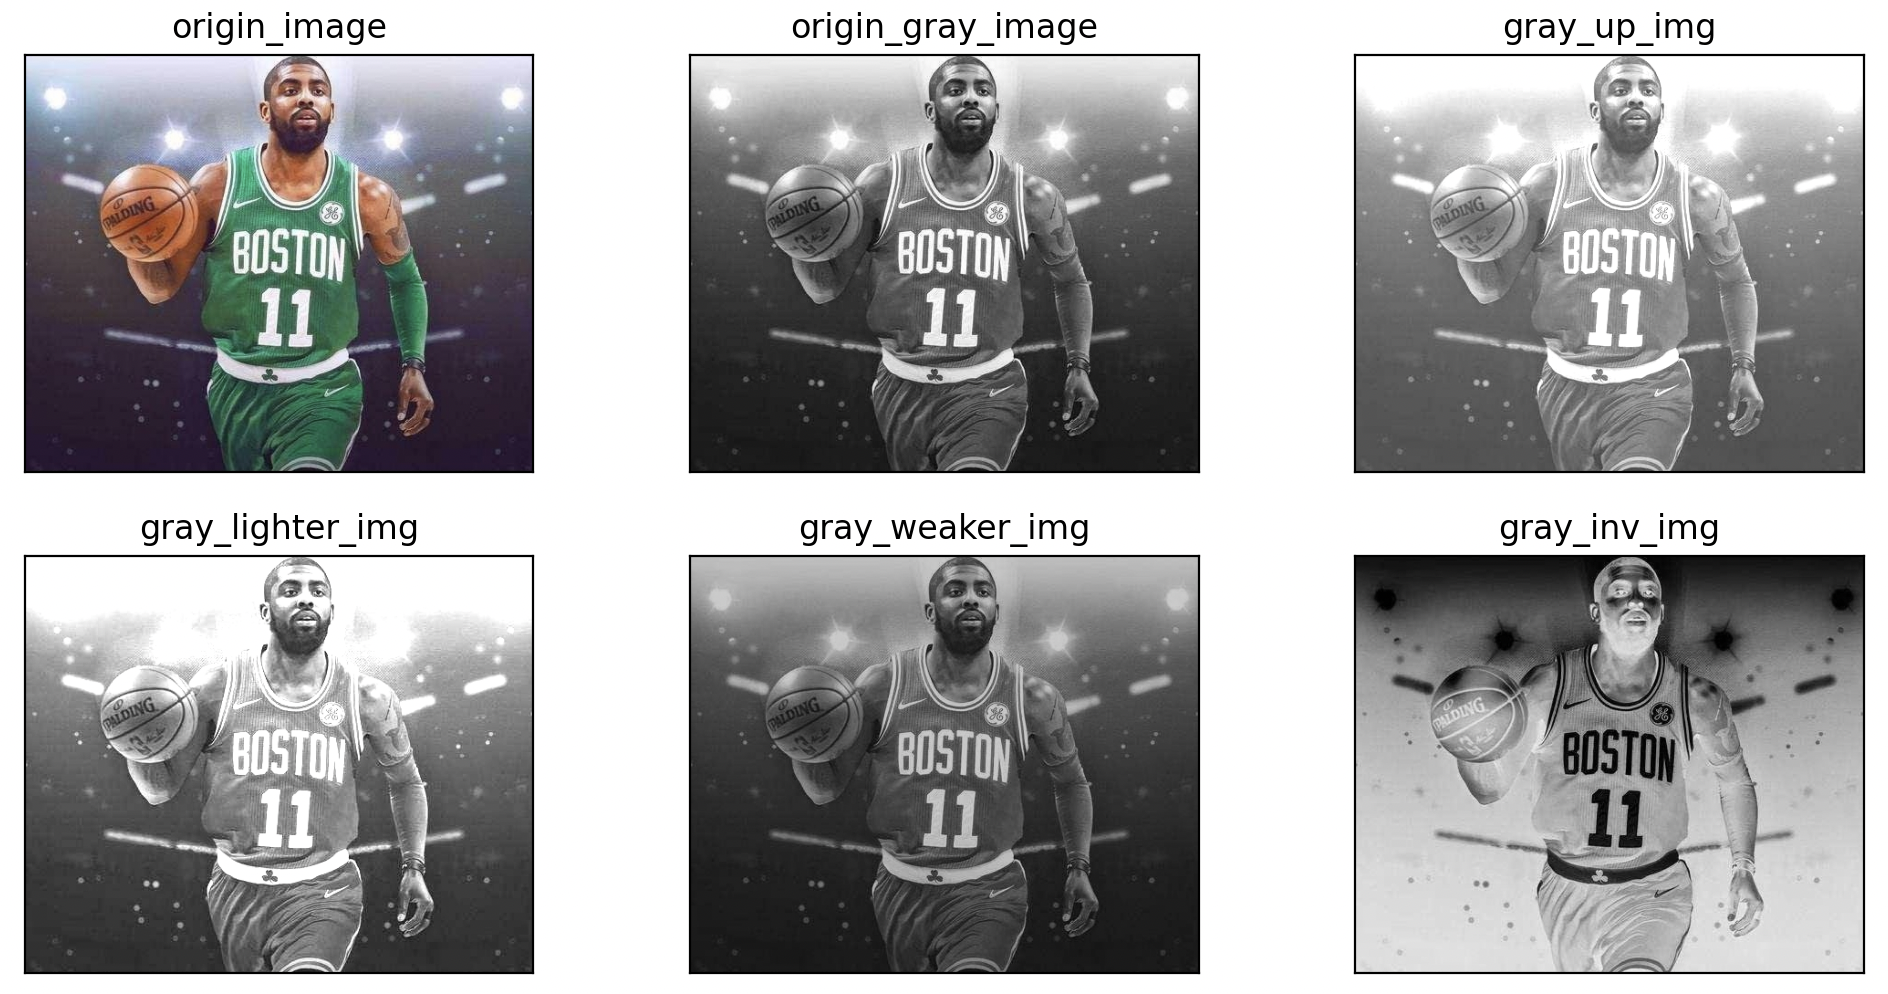 origin_image
origin_gray_image
gray_up_img
SPALDING
BOSTON
11
SPALDING
BOSTON
11
SPALDING
BOSTON
11
gray_lighter_img
gray_weaker_img
gray_inv_img
SPALDING
BOSTON
11
SPALDING
BOSTON
11
SPALDING
BOSTON
11